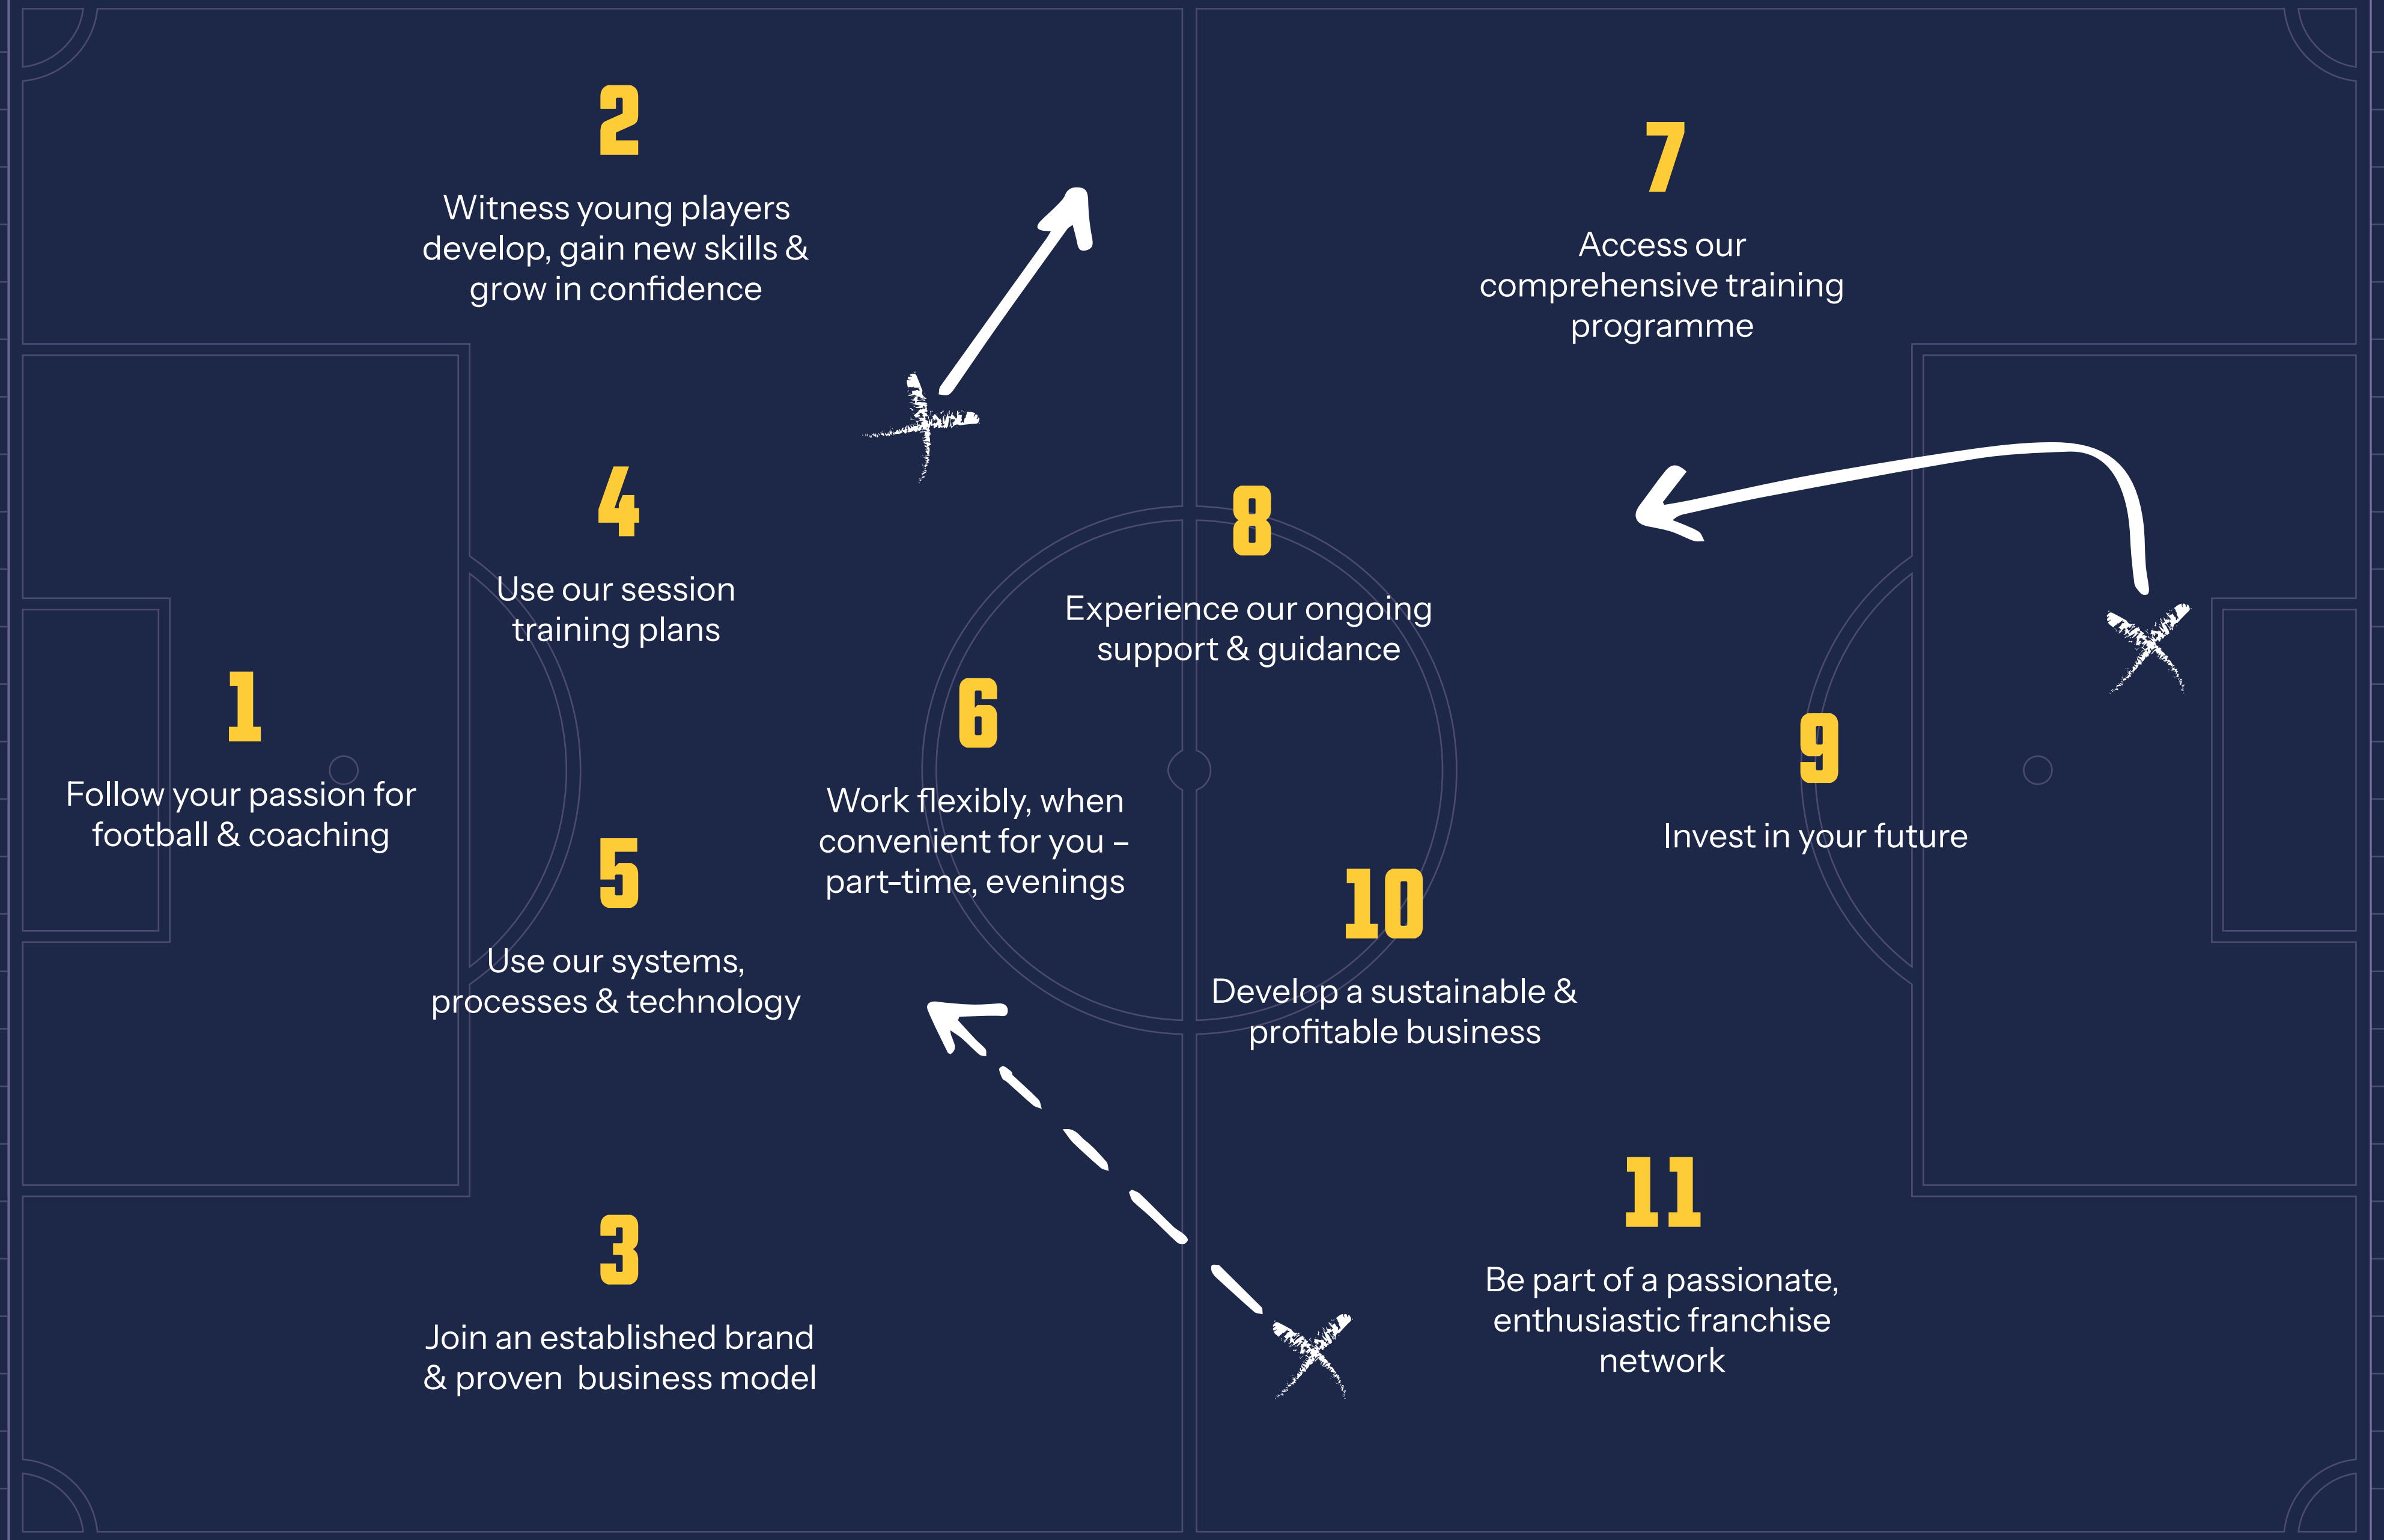 1
Follow your passion for
football & coaching
2
Witness young players
develop, gain new skills &
grow in confidence
3
Join an established brand
& proven  business model
4
Use our session
training plans
5
Use our systems,
processes & technology
6
Work flexibly, when
convenient for you –
part-time, evenings
7
Access our
comprehensive training
programme
8
Experience our ongoing
support & guidance
9
Invest in your future
10
Develop a sustainable &
profitable business
11
Be part of a passionate,
enthusiastic franchise
network